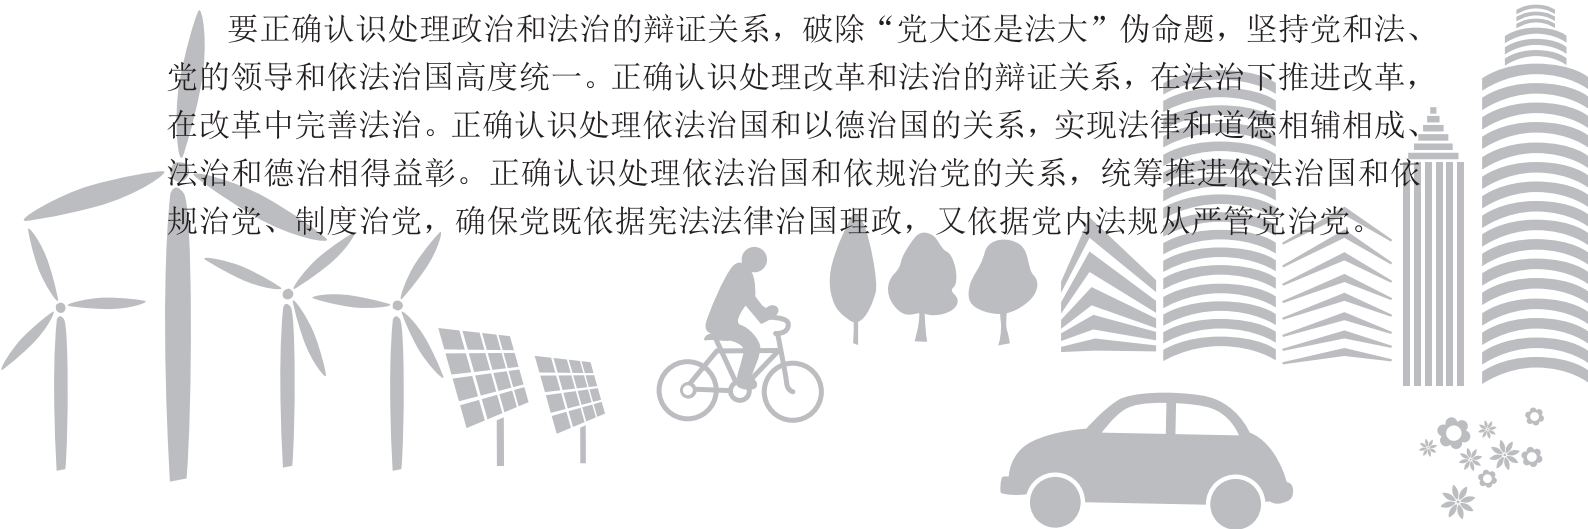 要正确认识处理政治和法治的辩证关系，破除“党大还是法大”伪命题，坚持党和法、
党的领导和依法治国高度统一。正确认识处理改革和法治的辩证关系，在法治下推进改革，
在改革中完善法治。正确认识处理依法治国和以德治国的关系，实现法律和道德相辅相成、
法治和德治相得益彰。正确认识处理依法治国和依规治党的关系，统筹推进依法治国和依
规治党、制度治党，确保党既依据宪法法律治国理政，又依据党内法规从严管党治党。